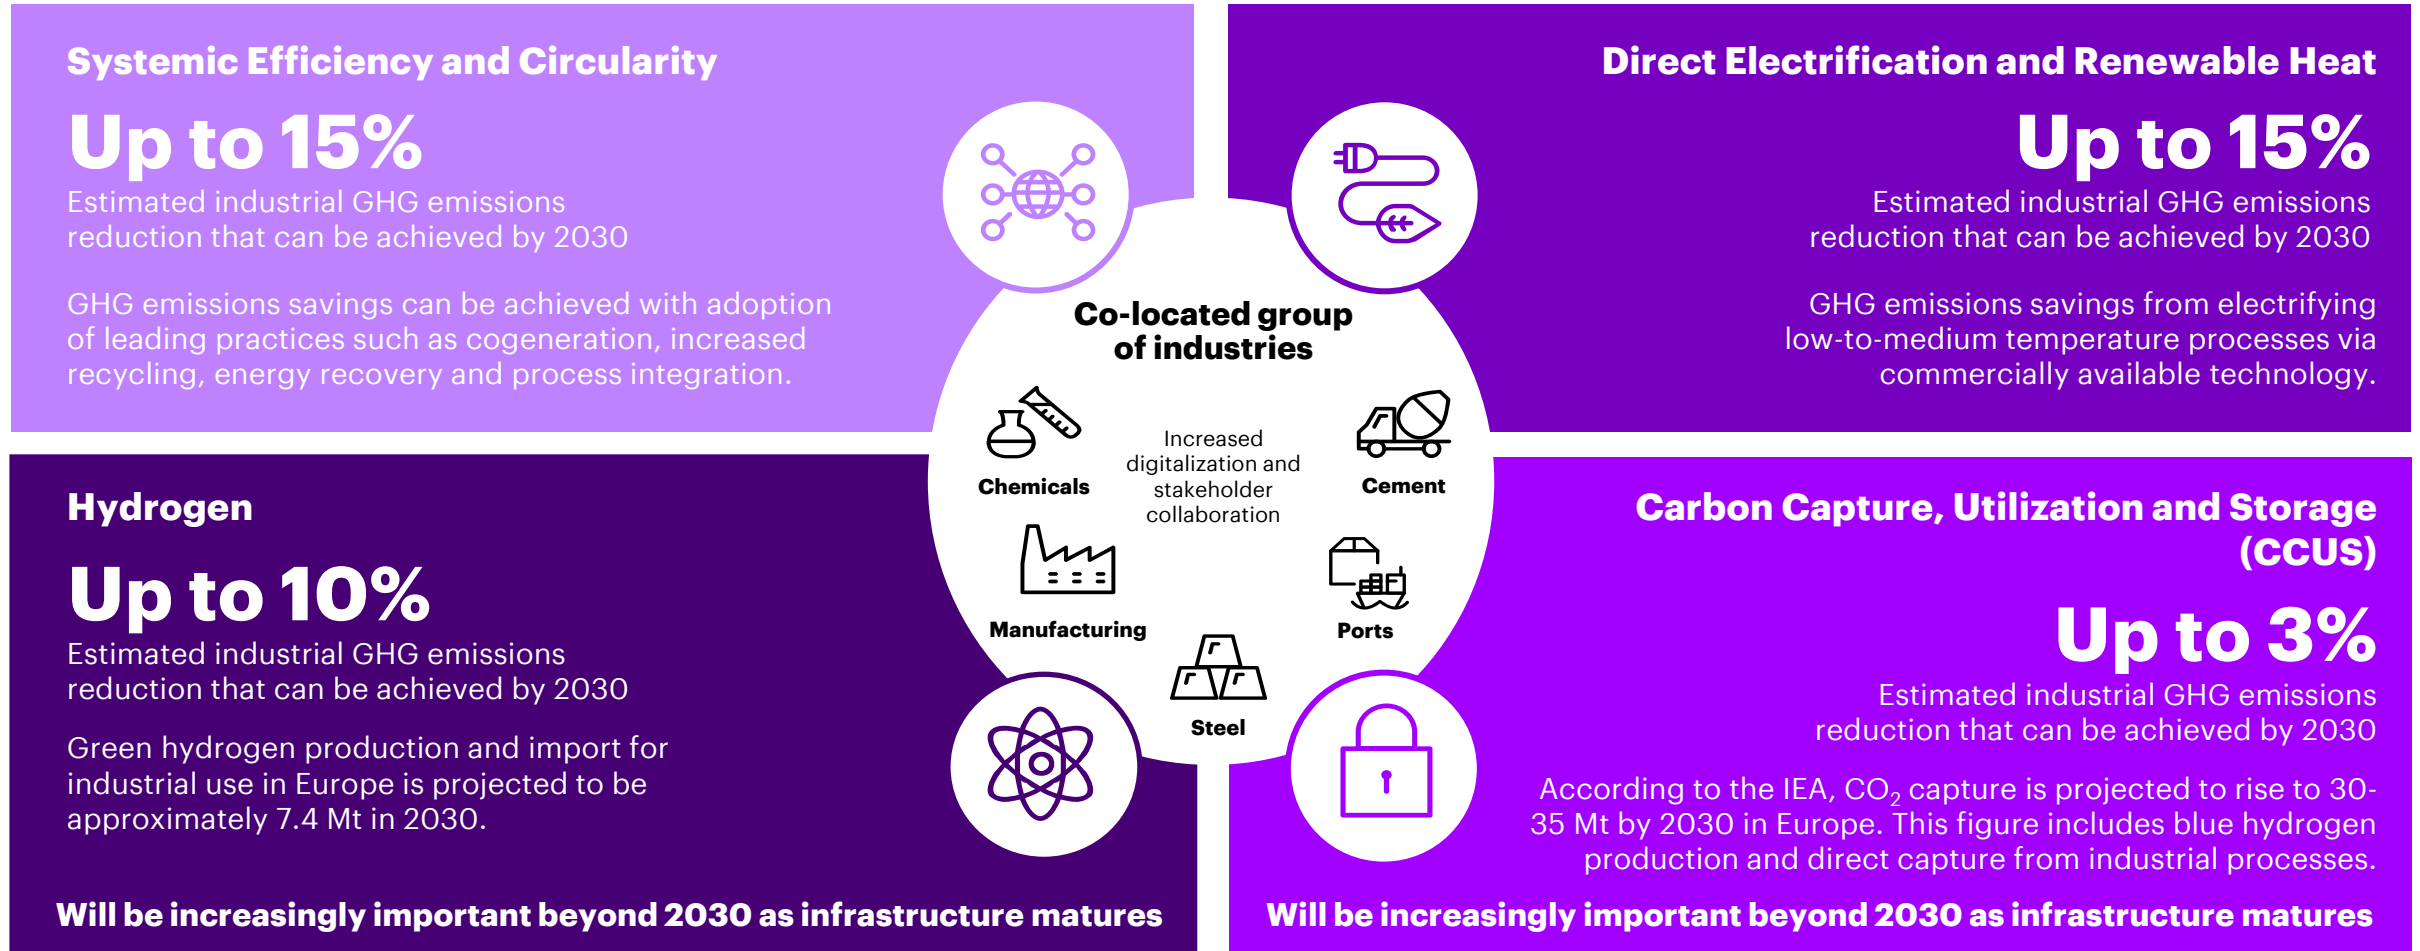 Systemic Efficiency and Circularity
Up to 15%
Estimated industrial GHG emissions
reduction that can be achieved by 2030
GHG emissions savings can be achieved with adoption
of leading practices such as cogeneration, increased
recycling, energy recovery and process integration.
Direct Electrification and Renewable Heat
Up to 15%
Estimated industrial GHG emissions
reduction that can be achieved by 2030
GHG emissions savings from electrifying
low-to-medium temperature processes via
commercially available technology.
Co-located group
of industries
Increased
digitalization and
stakeholder
collaboration
Chemicals
Cement
Manufacturing
Ports
Steel
Hydrogen
Up to 10%
Estimated industrial GHG emissions
reduction that can be achieved by 2030
Green hydrogen production and import for
industrial use in Europe is projected to be
approximately 7.4 Mt in 2030.
Will be increasingly important beyond 2030 as infrastructure matures
Carbon Capture, Utilization and Storage
(CCUS)
Up to 3%
Estimated industrial GHG emissions
reduction that can be achieved by 2030
According to the IEA, CO₂ capture is projected to rise to 30-
35 Mt by 2030 in Europe. This figure includes blue hydrogen
production and direct capture from industrial processes.
Will be increasingly important beyond 2030 as infrastructure matures